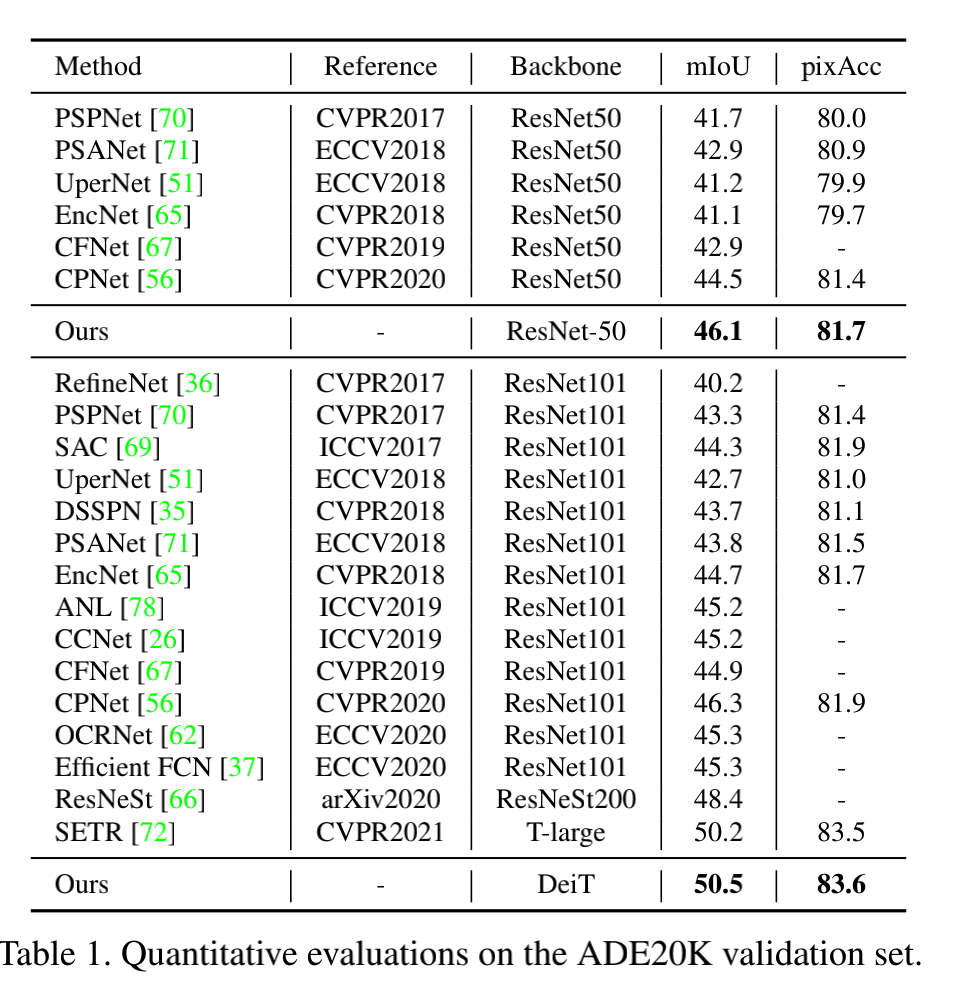 Method | Reference | Backbone | mIoU | pixAcc
PSPNet [70] | CVPR2017 | ResNet50 | 41.7 | 80.0
PSANet [71] | ECCV2018 | ResNet50 | 42.9 | 80.9
UperNet [51] | ECCV2018 | ResNet50 | 41.2 | 79.9
EncNet [65] | CVPR2018 | ResNet50 | 41.1 | 79.7
CFNet [67] | CVPR2019 | ResNet50 | 42.9 | -
CPNet [56] | CVPR2020 | ResNet50 | 44.5 | 81.4
Ours | - | ResNet-50 | 46.1 | 81.7
RefineNet [36] | CVPR2017 | ResNet101 | 40.2 | -
PSPNet [70] | CVPR2017 | ResNet101 | 43.3 | 81.4
SAC [69] | ICCV2017 | ResNet101 | 44.3 | 81.9
UperNet [51] | ECCV2018 | ResNet101 | 42.7 | 81.0
DSSPN [35] | CVPR2018 | ResNet101 | 43.7 | 81.1
PSANet [71] | ECCV2018 | ResNet101 | 43.8 | 81.5
EncNet [65] | CVPR2018 | ResNet101 | 44.7 | 81.7
ANL [78] | ICCV2019 | ResNet101 | 45.2 | -
CCNet [26] | ICCV2019 | ResNet101 | 45.2 | -
CFNet [67] | CVPR2019 | ResNet101 | 44.9 | -
CPNet [56] | CVPR2020 | ResNet101 | 46.3 | 81.9
OCRNet [62] | ECCV2020 | ResNet101 | 45.3 | -
Efficient FCN [37] | ECCV2020 | ResNet101 | 45.3 | -
ResNeSt [66] | arXiv2020 | ResNeSt200 | 48.4 | -
SETR [72] | CVPR2021 | T-large | 50.2 | 83.5
Ours | - | DeiT | 50.5 | 83.6
Table 1. Quantitative evaluations on the ADE20K validation set.